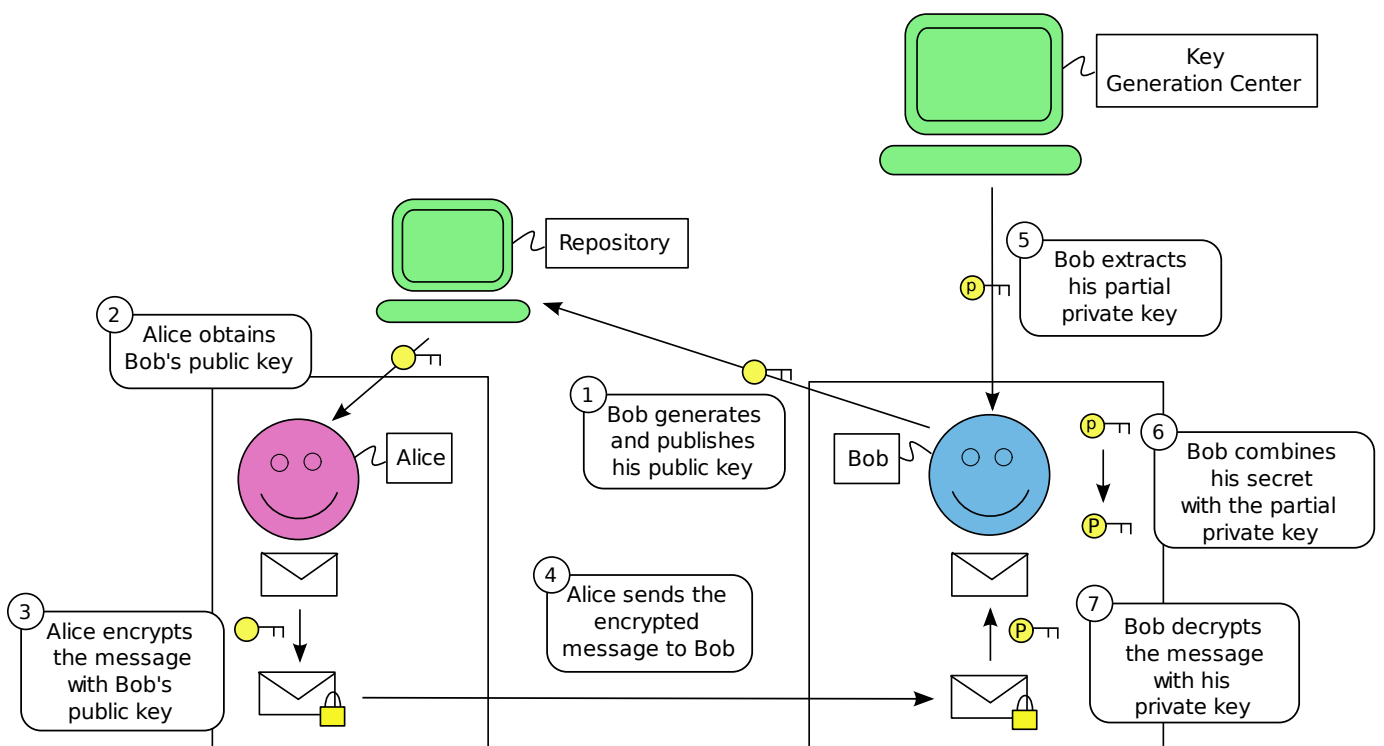 Key
Generation Center
Repository
5
Bob extracts
his partial
private key
p
2
Alice obtains
Bob's public key
1
Bob generates
and publishes
his public key
Alice
Bob
p
P
6
Bob combines
his secret
with the partial
private key
3
Alice encrypts
the message
with Bob's
public key
4
Alice sends the
encrypted
message to Bob
P
7
Bob decrypts
the message
with his
private key